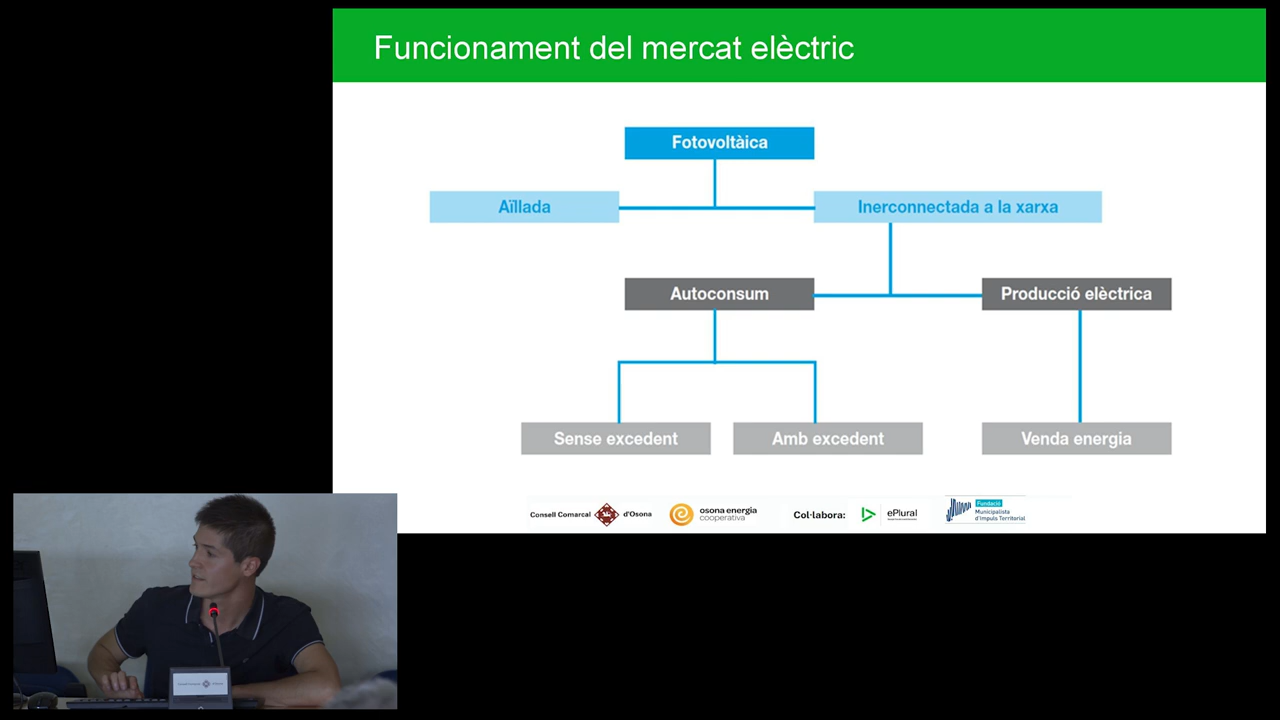 Funcionament del mercat elèctric
Fotovoltàica
Aïllada
Inerconnectada a la xarxa
Autoconsum
Producció elèctrica
Sense excedent
Amb excedent
Venda energia
Consell Comarcal d'Osona
osona energia
cooperativa
Col·labora:
ePlural
Fundació
Municipalista
d'Impuls Territorial